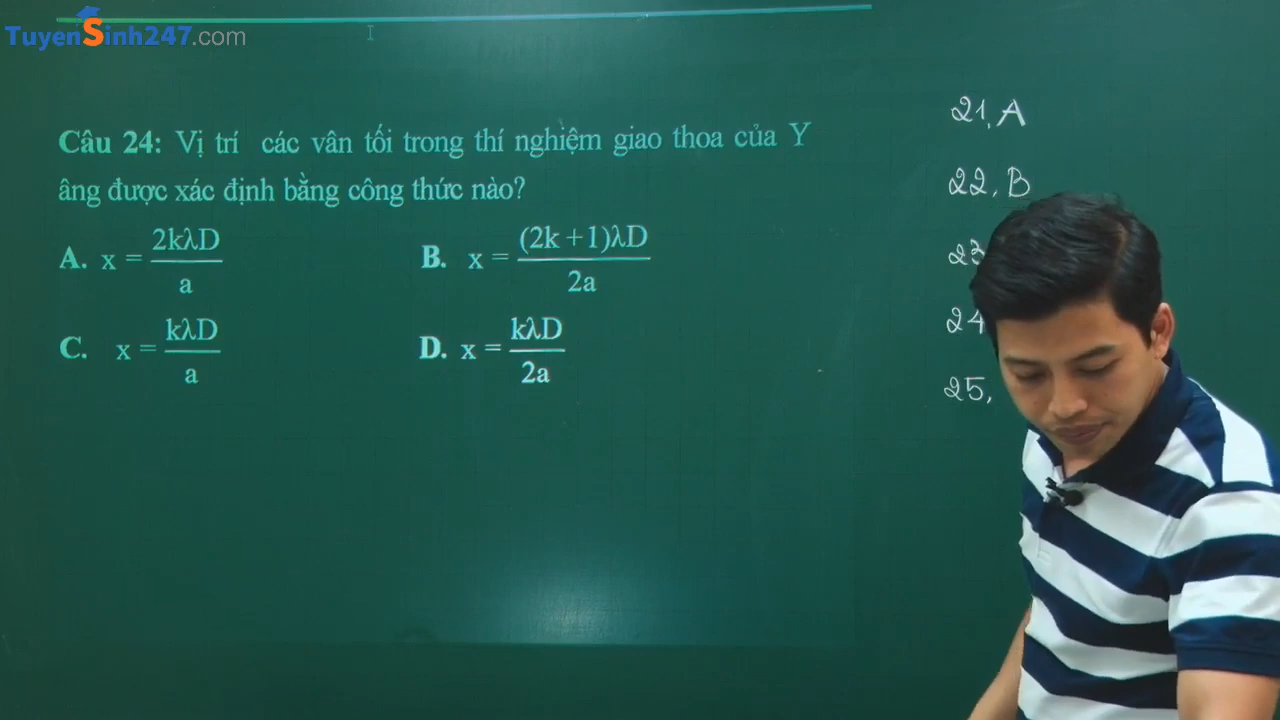 TuyenSinh247.com
Câu 24: Vị trí các vân tối trong thí nghiệm giao thoa của Y
âng được xác định bằng công thức nào?
A. x = 2kλD / a
B. x = (2k + 1)λD / 2a
C. x = kλD / a
D. x = kλD / 2a
21, A
22, B
23
24
25,